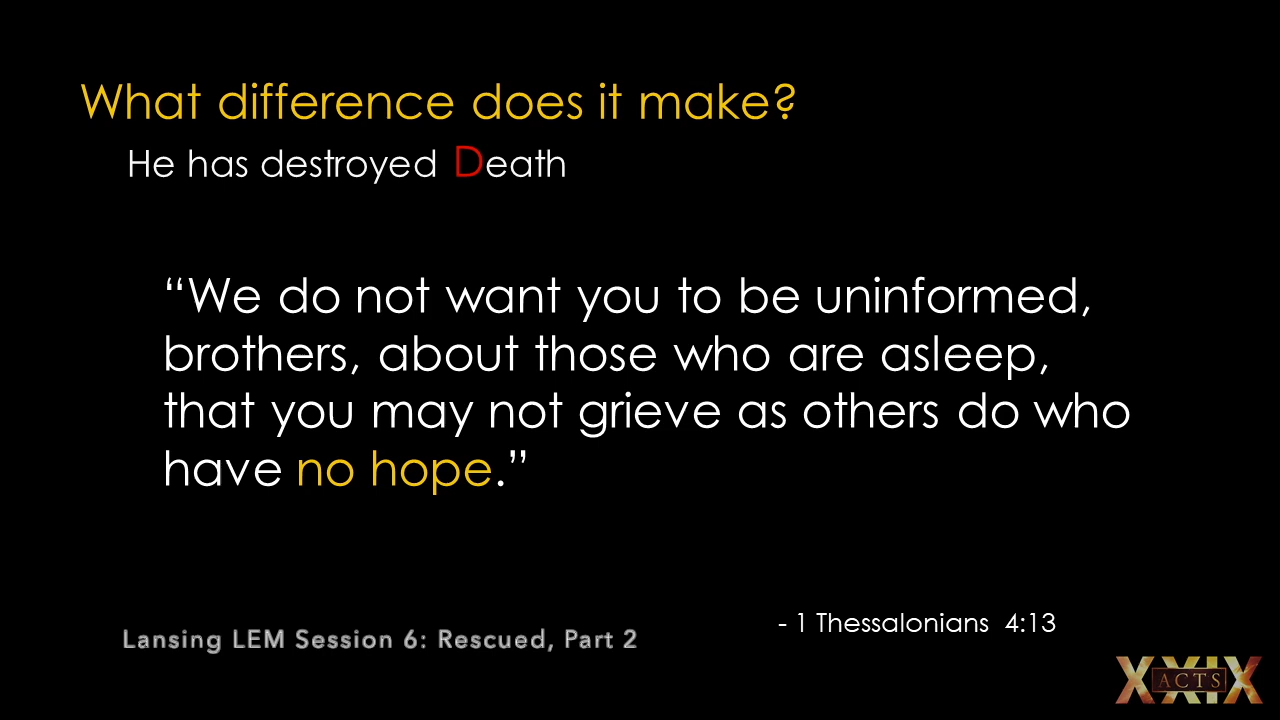 What difference does it make?
He has destroyed Death
“We do not want you to be uninformed,
brothers, about those who are asleep,
that you may not grieve as others do who
have no hope.”
- 1 Thessalonians  4:13
Lansing LEM Session 6: Rescued, Part 2
XXIX
ACTS